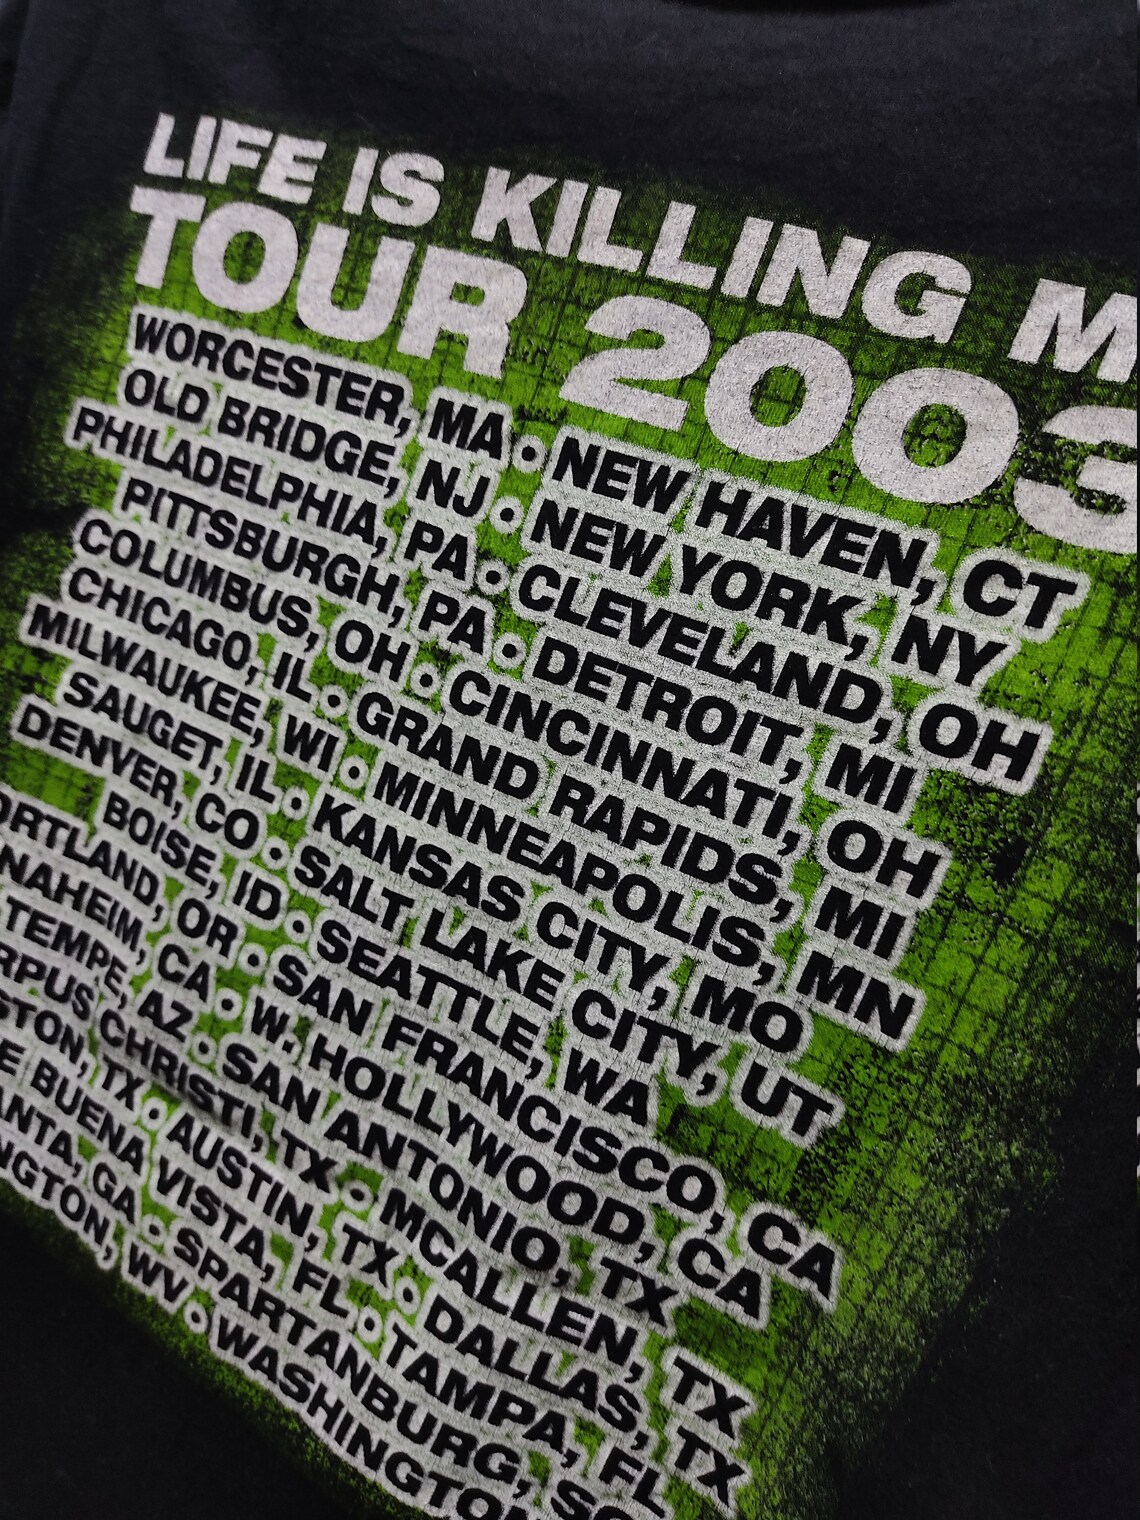 LIFE IS KILLING M
TOUR 2003
WORCESTER, MA • NEW HAVEN, CT
OLD BRIDGE, NJ • NEW YORK, NY
PHILADELPHIA, PA • CLEVELAND, OH
PITTSBURGH, PA • DETROIT, MI
COLUMBUS, OH • CINCINNATI, OH
CHICAGO, IL • GRAND RAPIDS, MI
MILWAUKEE, WI • MINNEAPOLIS, MN
SAUGET, IL • KANSAS CITY, MO
DENVER, CO • SALT LAKE CITY, UT
BOISE, ID • SEATTLE, WA
ORTLAND, OR • SAN FRANCISCO, CA
NAHEIM, CA • W. HOLLYWOOD, CA
TEMPE, AZ • SAN ANTONIO, TX
RPUS CHRISTI, TX • MCALLEN, TX
STON, TX • AUSTIN, TX • DALLAS, TX
E BUENA VISTA, FL • TAMPA, FL
ANTA, GA • SPARTANBURG, SC
NGTON, WV • WASHINGTON